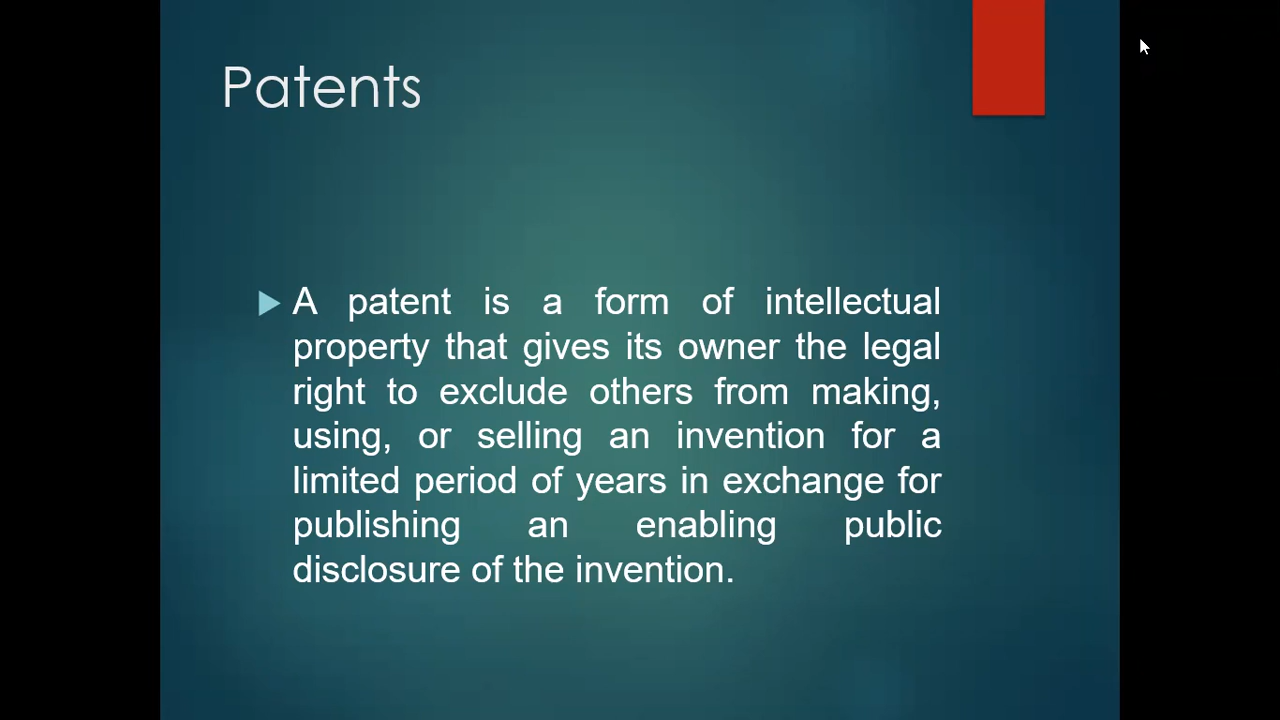 Patents
A patent is a form of intellectual
property that gives its owner the legal
right to exclude others from making,
using, or selling an invention for a
limited period of years in exchange for
publishing an enabling public
disclosure of the invention.